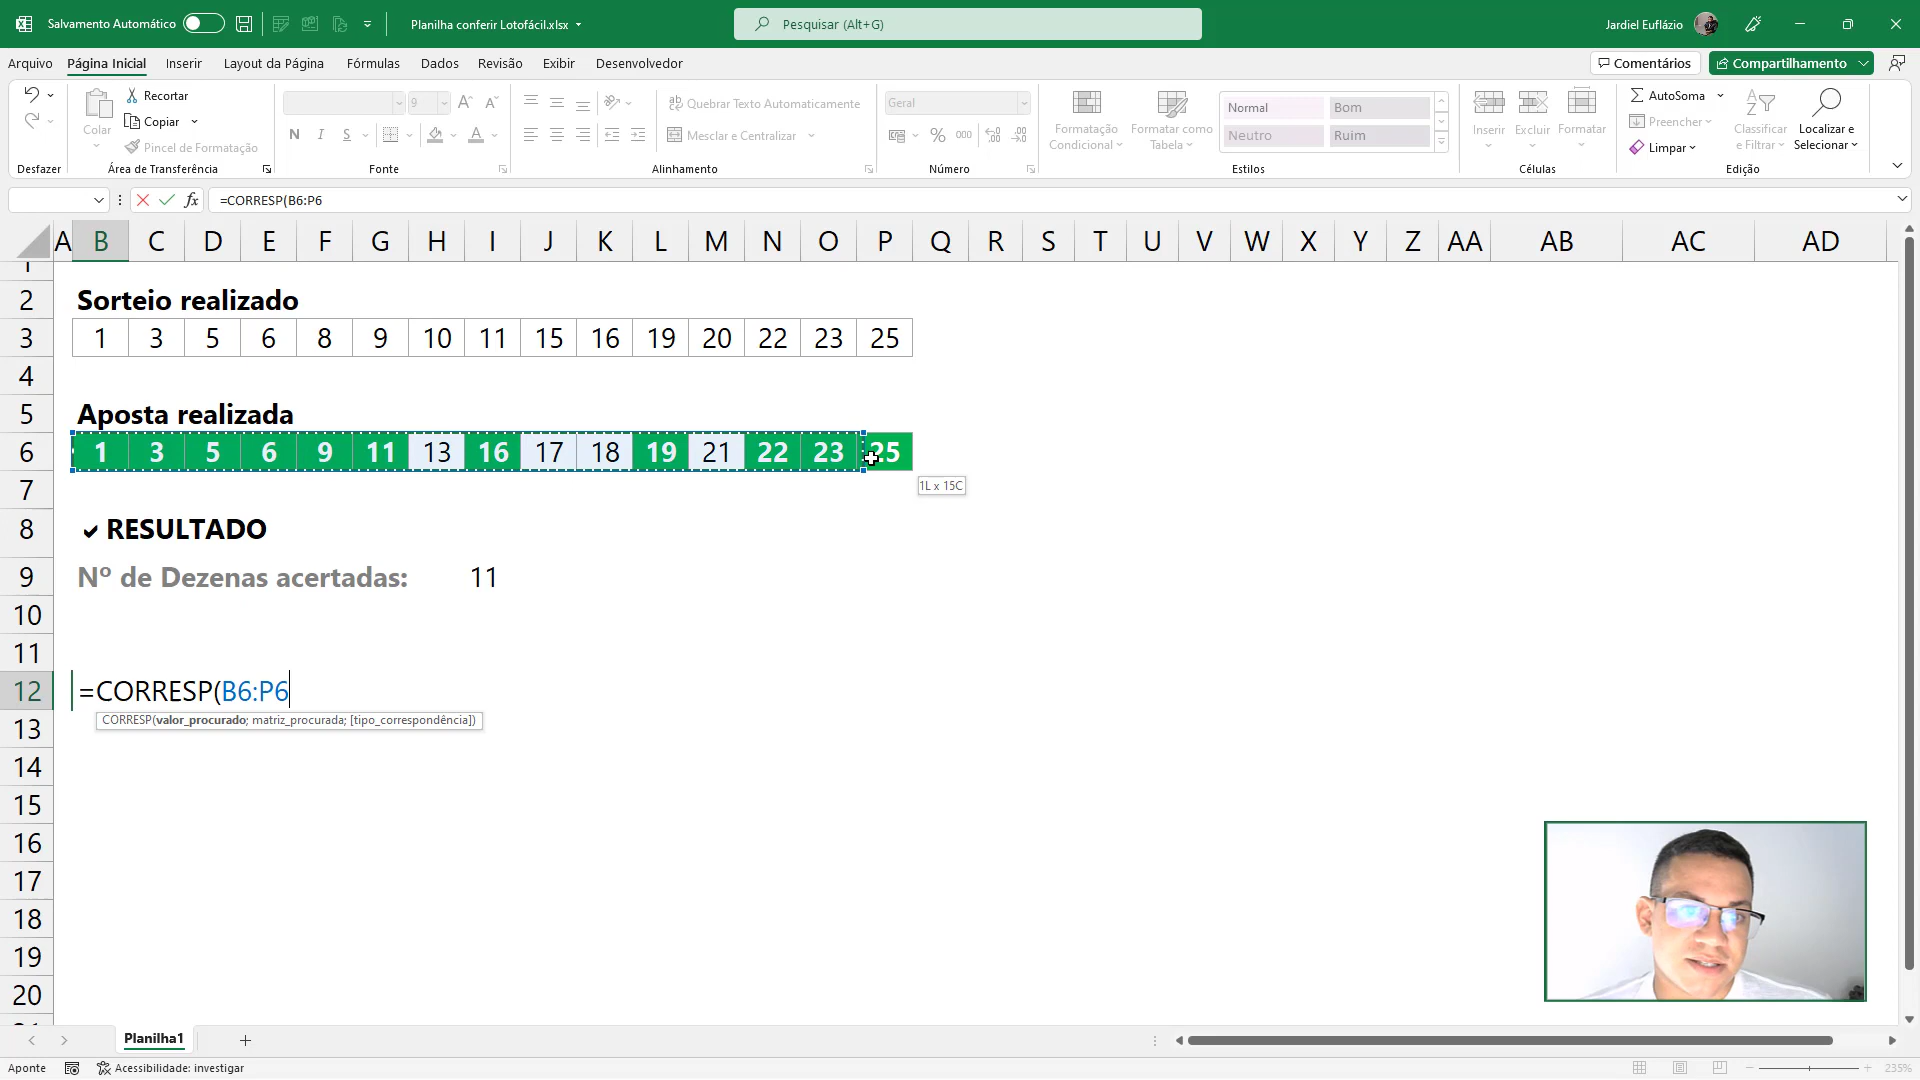 Salvamento Automático
Planilha conferir Lotofácil.xlsx
Pesquisar (Alt+G)
Jardiel Euflázio
Arquivo Página Inicial Inserir Layout da Página Fórmulas Dados Revisão Exibir Desenvolvedor
Comentários Compartilhamento
Colar
Recortar
Copiar
Pincel de Formatação
9
N I S
Quebrar Texto Automaticamente
Mesclar e Centralizar
Geral
% 000
Formatação Condicional
Formatar como Tabela
Normal Bom
Neutro Ruim
Inserir Excluir Formatar
AutoSoma
Preencher
Limpar
Classificar e Filtrar
Localizar e Selecionar
Desfazer Área de Transferência Fonte Alinhamento Número Estilos Células Edição
fx =CORRESP(B6:P6
A B C D E F G H I J K L M N O P Q R S T U V W X Y Z AA AB AC AD
1
2 Sorteio realizado
3 1 3 5 6 8 9 10 11 15 16 19 20 22 23 25
4
5 Aposta realizada
6 1 3 5 6 9 11 13 16 17 18 19 21 22 23 25
7 1L x 15C
8 RESULTADO
9 Nº de Dezenas acertadas: 11
10
11
12 =CORRESP(B6:P6
CORRESP(valor_procurado; matriz_procurada; [tipo_correspondência])
13
14
15
16
17
18
19
20
Planilha1
Aponte Acessibilidade: investigar
235%